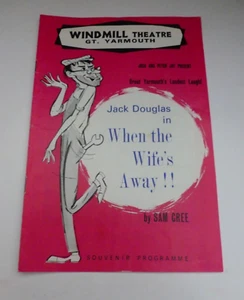 WINDMILL THEATRE
GT. YARMOUTH
Great Yarmouth's Loudest Laugh
Jack Douglas
in
When the
Wife's
Away!!
by SAM CREE
SOUVENIR PROGRAMME